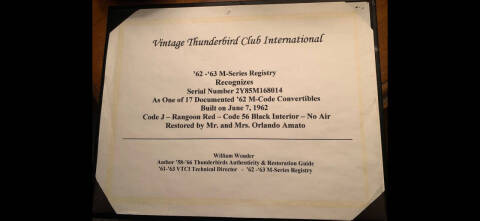 Vintage Thunderbird Club International
'62 -'63 M-Series Registry
Recognizes
Serial Number 2Y85M168014
As One of 17 Documented '62 M-Code Convertibles
Built on June 7, 1962
Code J – Rangoon Red – Code 56 Black Interior – No Air
Restored by Mr. and Mrs. Orlando Amato
William Wonder
Author '58-'66 Thunderbirds Authenticity & Restoration Guide
'61-'63 VTCI Technical Director - '62 -'63 M-Series Registry